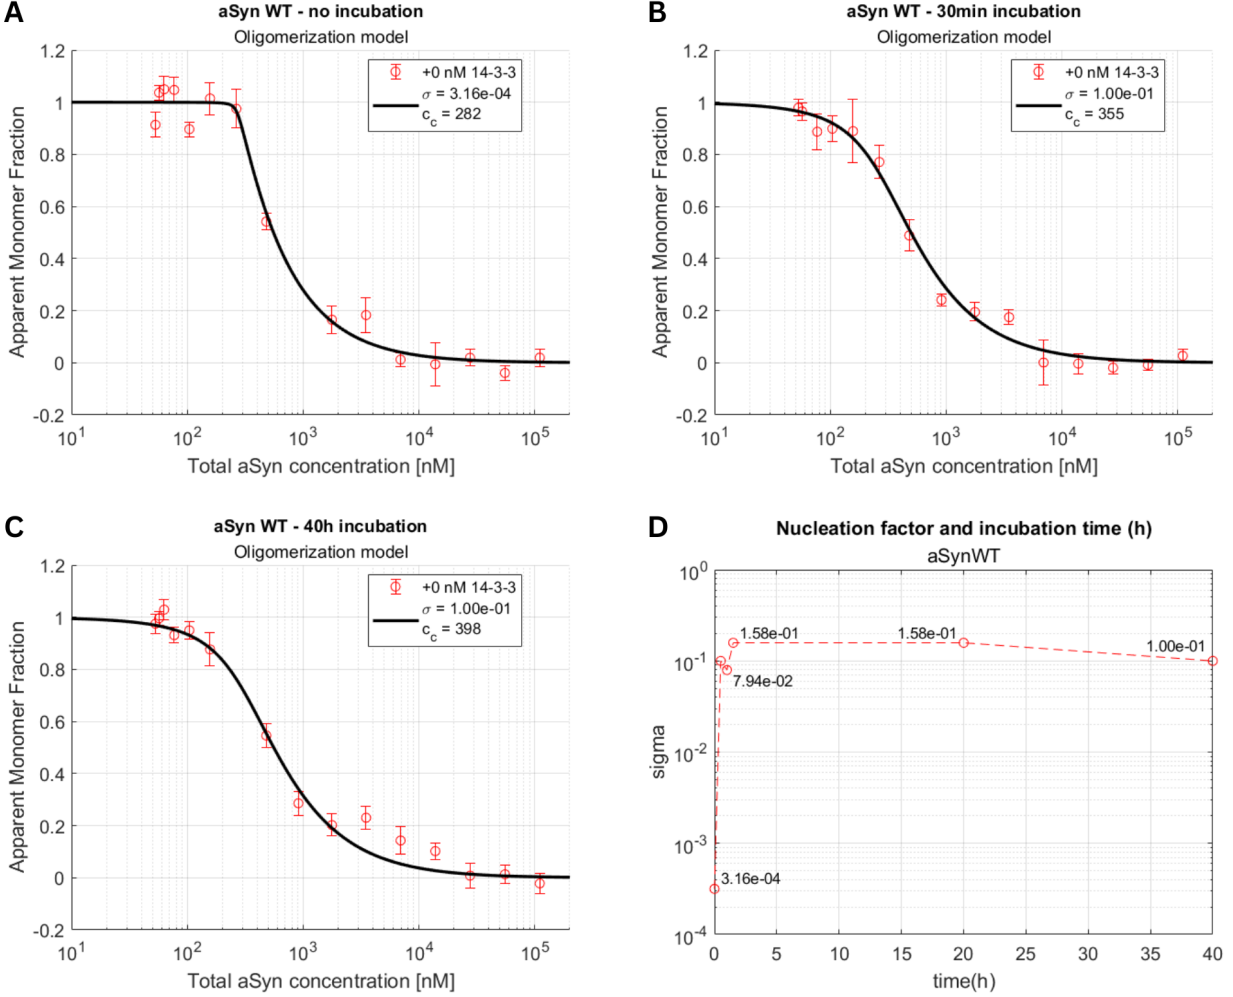 A
aSyn WT - no incubation
Oligomerization model
+0 nM 14-3-3
σ = 3.16e-04
c_c = 282
1.2
1
0.8
0.6
0.4
0.2
0
-0.2
Apparent Monomer Fraction
10^1
10^2
10^3
10^4
10^5
Total aSyn concentration [nM]
B
aSyn WT - 30min incubation
Oligomerization model
+0 nM 14-3-3
σ = 1.00e-01
c_c = 355
1.2
1
0.8
0.6
0.4
0.2
0
-0.2
Apparent Monomer Fraction
10^1
10^2
10^3
10^4
10^5
Total aSyn concentration [nM]
C
aSyn WT - 40h incubation
Oligomerization model
+0 nM 14-3-3
σ = 1.00e-01
c_c = 398
1.2
1
0.8
0.6
0.4
0.2
0
-0.2
Apparent Monomer Fraction
10^1
10^2
10^3
10^4
10^5
Total aSyn concentration [nM]
D
Nucleation factor and incubation time (h)
aSynWT
10^0
10^-1
10^-2
10^-3
10^-4
sigma
1.58e-01
1.58e-01
1.00e-01
7.94e-02
3.16e-04
0
5
10
15
20
25
30
35
40
time(h)